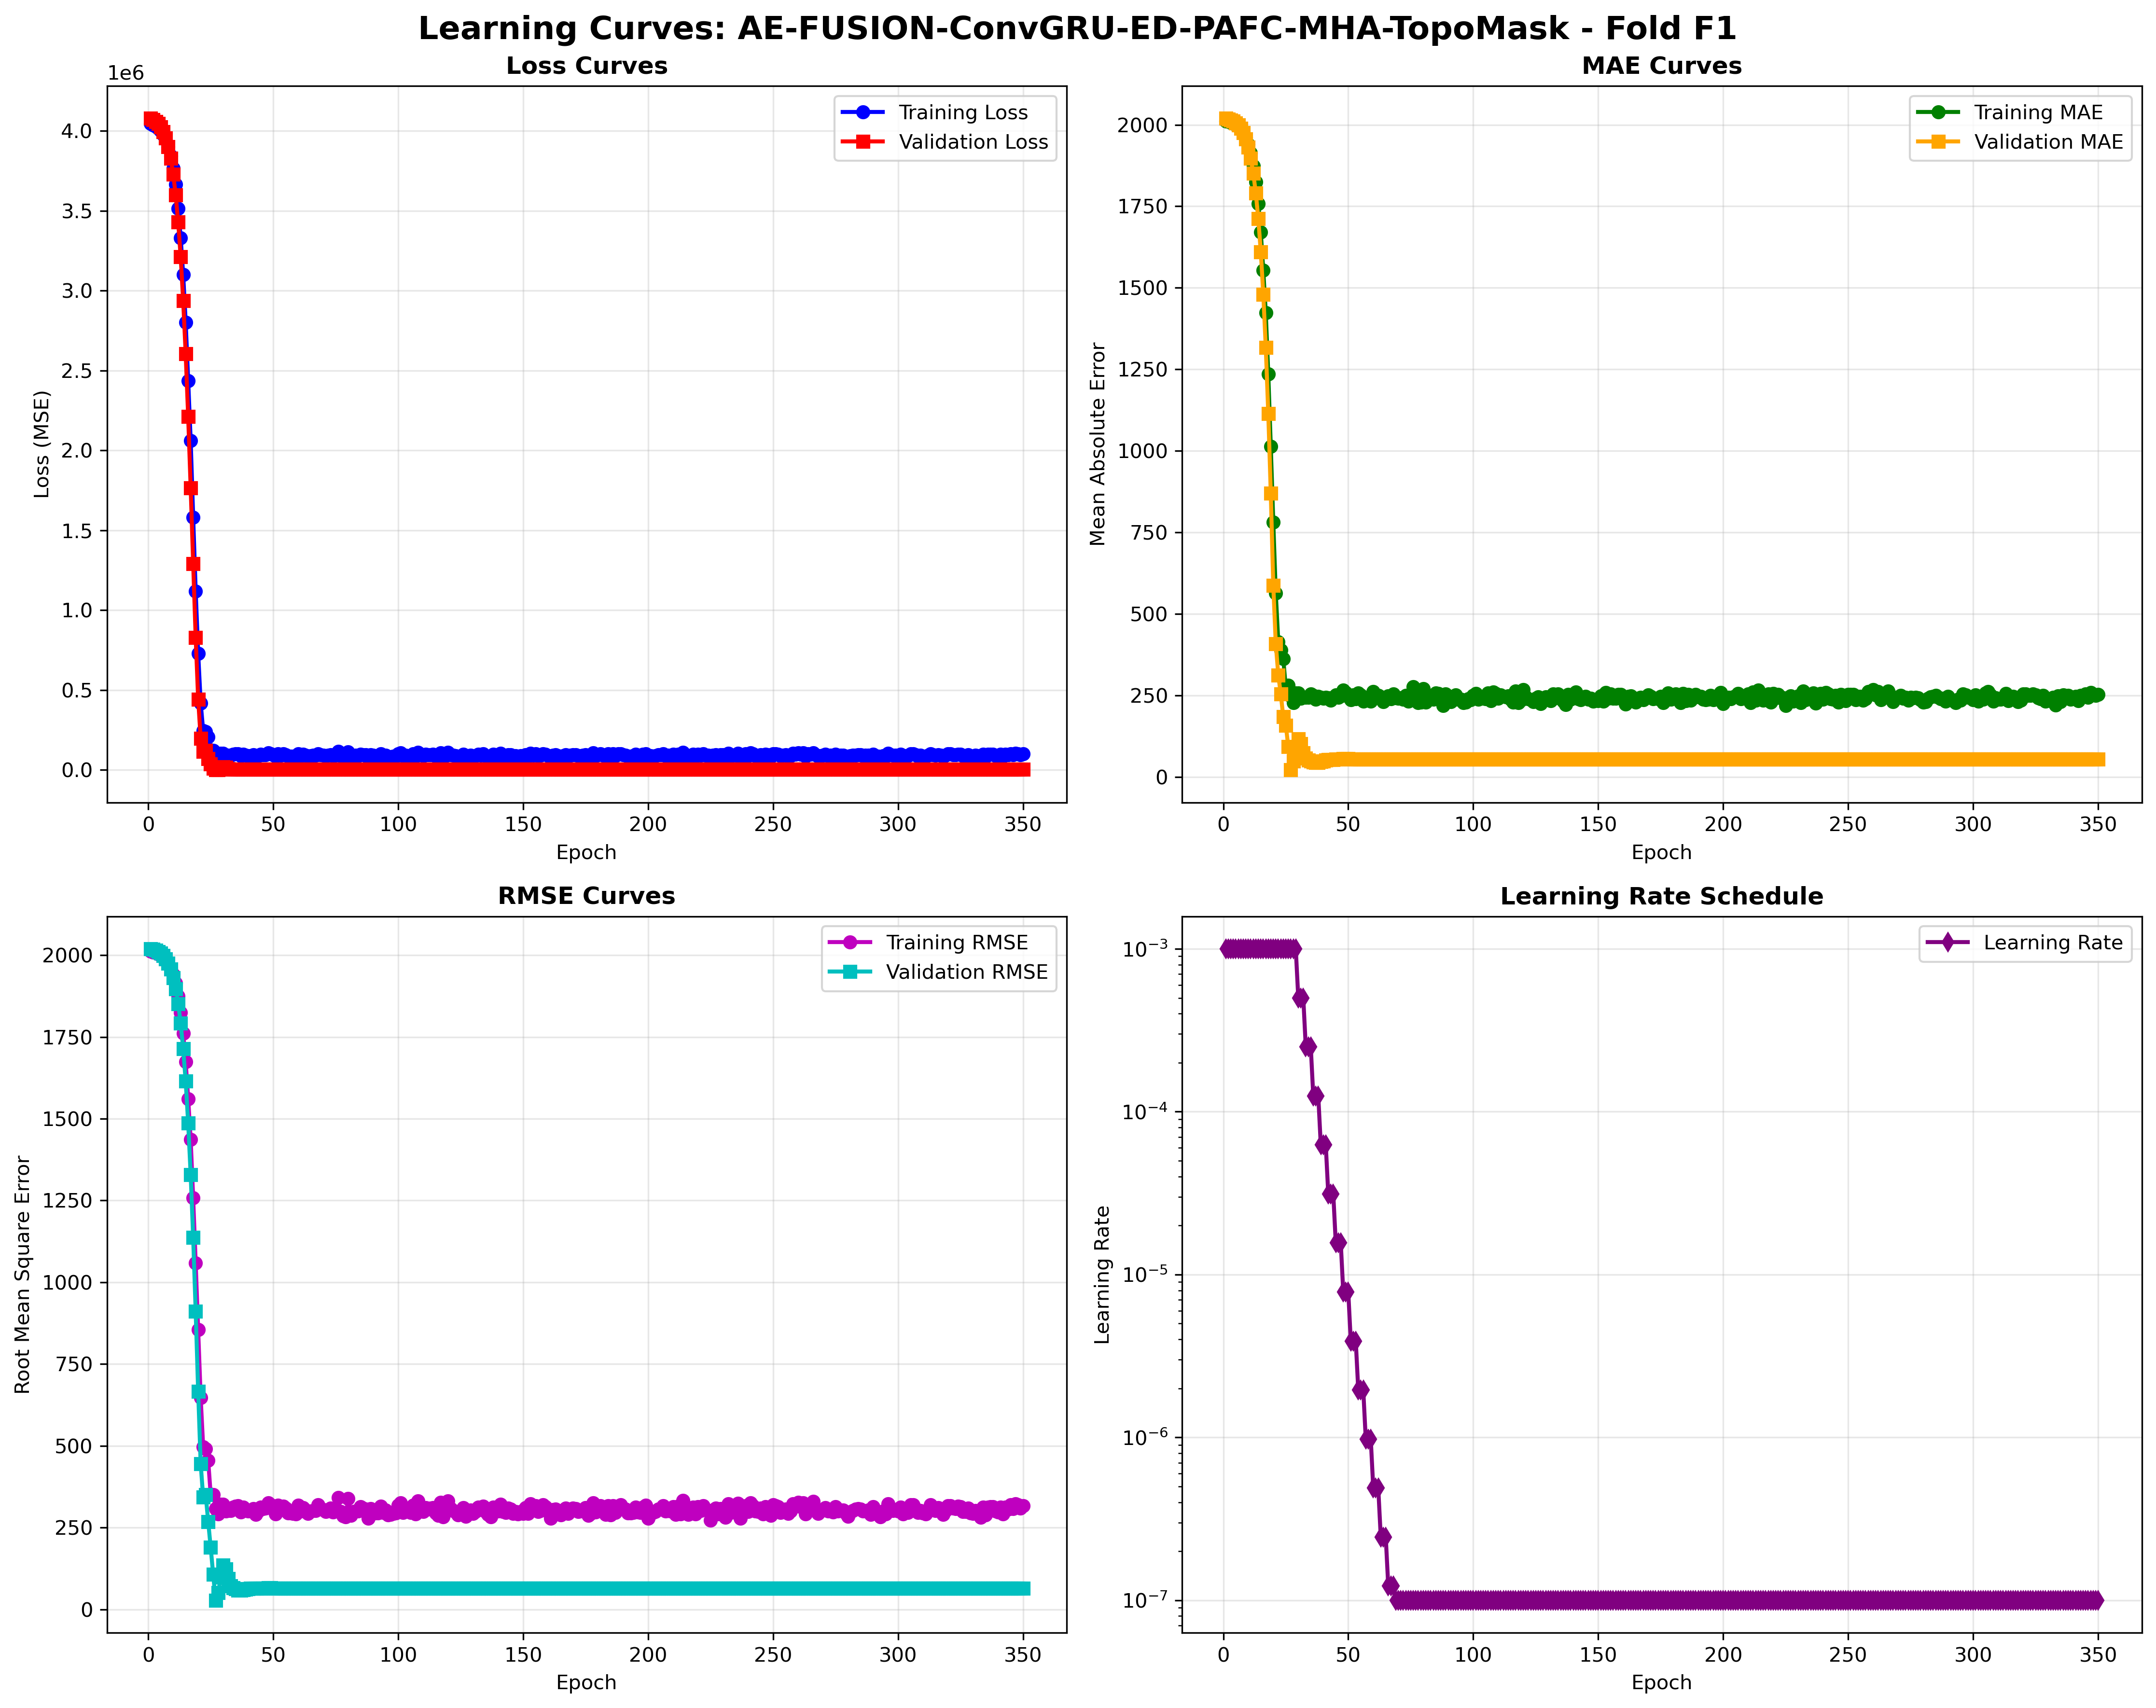 Learning Curves: AE-FUSION-ConvGRU-ED-PAFC-MHA-TopoMask - Fold F1
Loss Curves
1e6
Training Loss
Validation Loss
4.0
3.5
3.0
2.5
2.0
1.5
1.0
0.5
0.0
Loss (MSE)
0 50 100 150 200 250 300 350
Epoch
MAE Curves
Training MAE
Validation MAE
2000
1750
1500
1250
1000
750
500
250
0
Mean Absolute Error
0 50 100 150 200 250 300 350
Epoch
RMSE Curves
Training RMSE
Validation RMSE
2000
1750
1500
1250
1000
750
500
250
0
Root Mean Square Error
0 50 100 150 200 250 300 350
Epoch
Learning Rate Schedule
Learning Rate
10⁻³
10⁻⁴
10⁻⁵
10⁻⁶
10⁻⁷
Learning Rate
0 50 100 150 200 250 300 350
Epoch